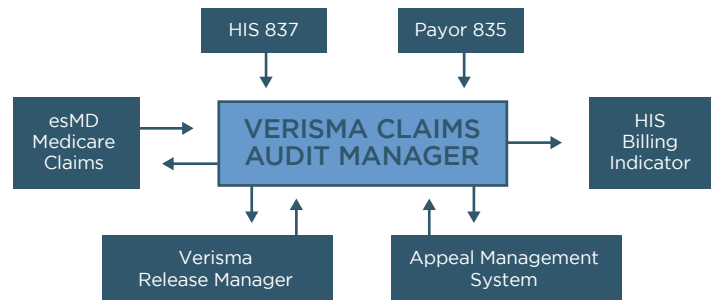 HIS 837
Payor 835
esMD
Medicare
Claims
VERISMA CLAIMS
AUDIT MANAGER
HIS
Billing
Indicator
Verisma
Release Manager
Appeal Management
System